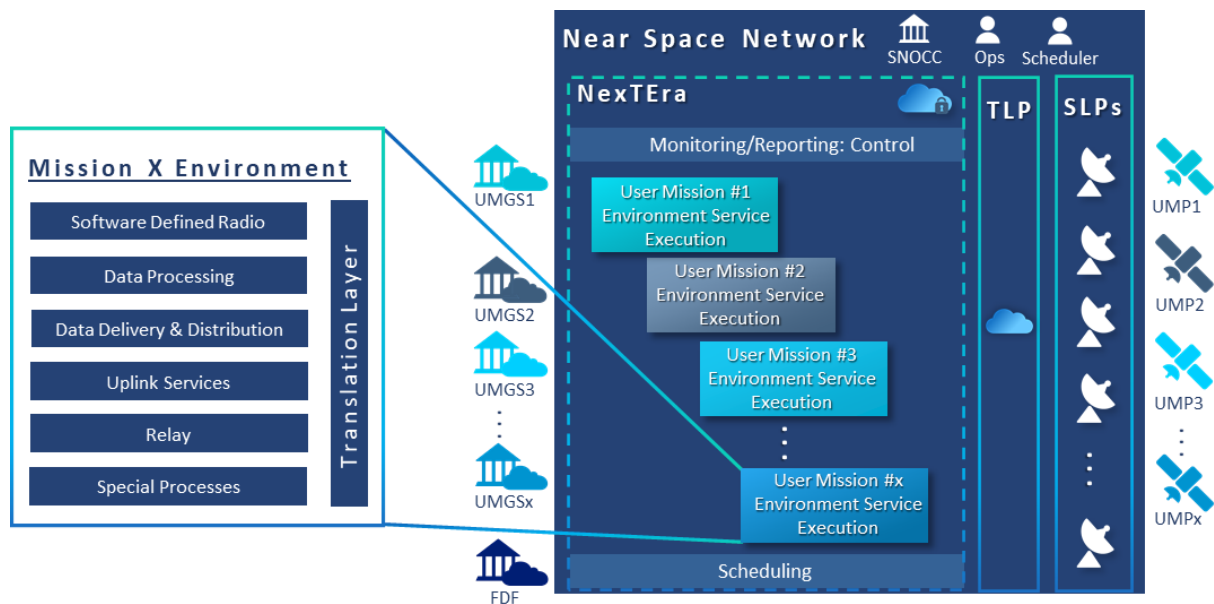 Near Space Network
SNOCC
Ops
Scheduler
NexTEra
TLP
SLPs
Monitoring/Reporting: Control
Mission X Environment
Software Defined Radio
Data Processing
Data Delivery & Distribution
Uplink Services
Relay
Special Processes
Translation Layer
UMGS1
UMGS2
UMGS3
UMGSx
FDF
User Mission #1
Environment Service
Execution
User Mission #2
Environment Service
Execution
User Mission #3
Environment Service
Execution
User Mission #x
Environment Service
Execution
Scheduling
UMP1
UMP2
UMP3
UMPx